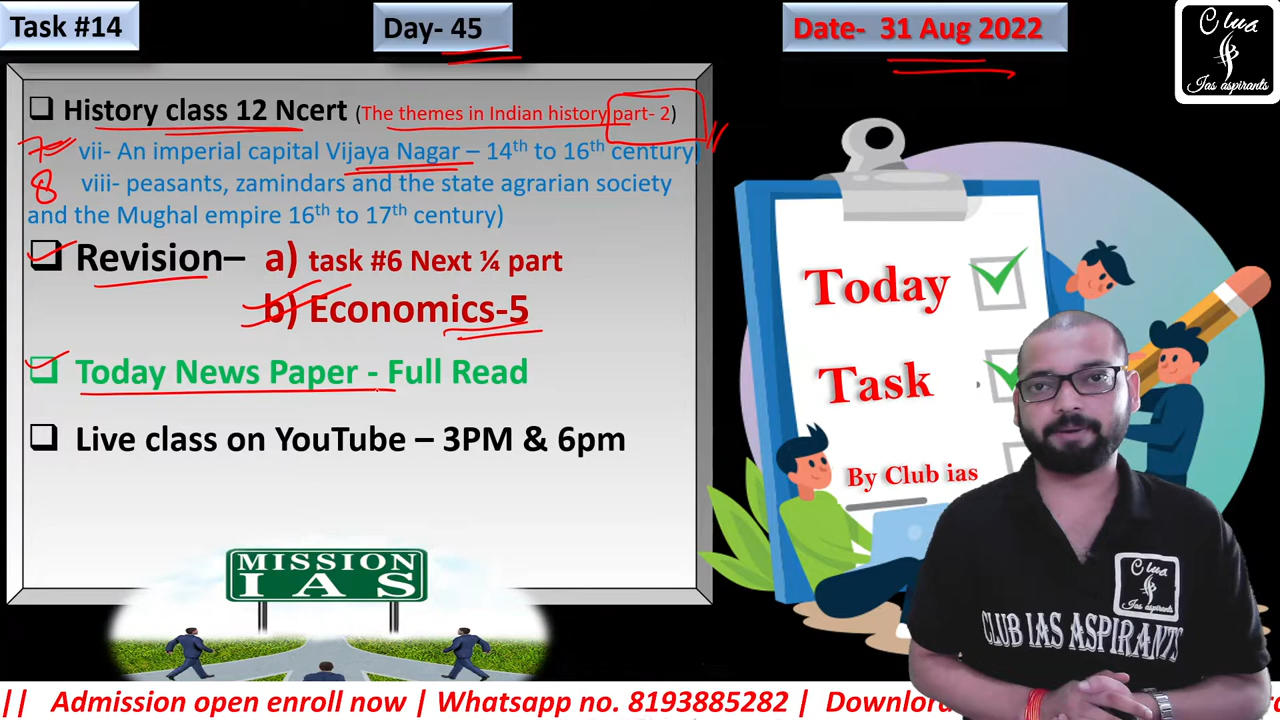 Task #14
Day- 45
Date- 31 Aug 2022
Club
Ias aspirants
History class 12 Ncert (The themes in Indian history part- 2)
7 vii- An imperial capital Vijaya Nagar – 14th to 16th century)
8 viii- peasants, zamindars and the state agrarian society
and the Mughal empire 16th to 17th century)
Revision– a) task #6 Next ¼ part
b) Economics-5
Today News Paper - Full Read
Live class on YouTube – 3PM & 6pm
Today
Task
By Club ias
MISSION
IAS
Club
Ias aspirants
CLUB IAS ASPIRANTS
|| Admission open enroll now | Whatsapp no. 8193885282 |